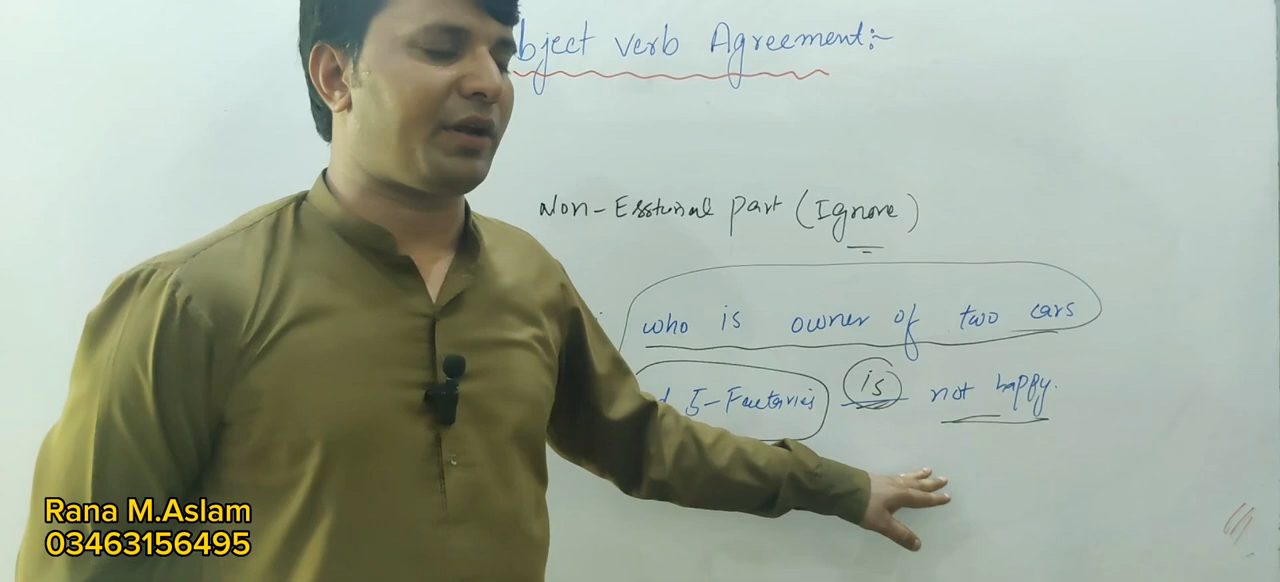 bject verb Agreement:~
Non-Esstional part (Ignore)
who is owner of two cars
d 5-Factories is not happy.
Rana M.Aslam
03463156495